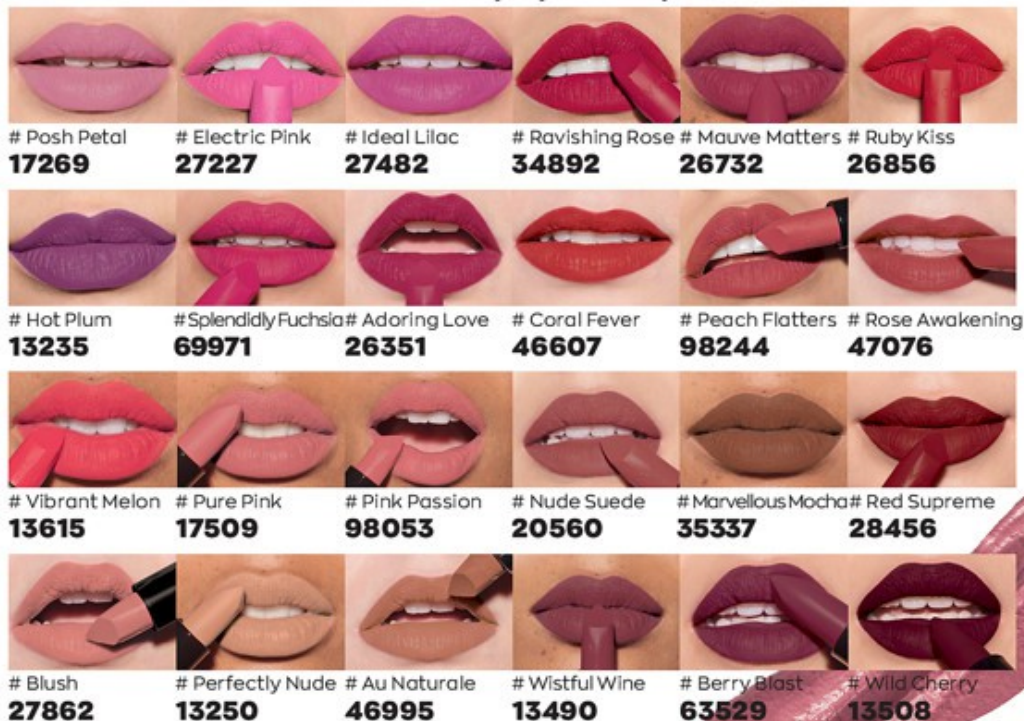 # Posh Petal # Electric Pink # Ideal Lilac # Ravishing Rose # Mauve Matters # Ruby Kiss
17269 27227 27482 34892 26732 26856
# Hot Plum #Splendidly Fuchsia # Adoring Love # Coral Fever # Peach Flatters # Rose Awakening
13235 69971 26351 46607 98244 47076
# Vibrant Melon # Pure Pink # Pink Passion # Nude Suede #Marvellous Mocha # Red Supreme
13615 17509 98053 20560 35337 28456
# Blush # Perfectly Nude # Au Naturale # Wistful Wine # Berry Blast # Wild Cherry
27862 13250 46995 13490 63529 13508